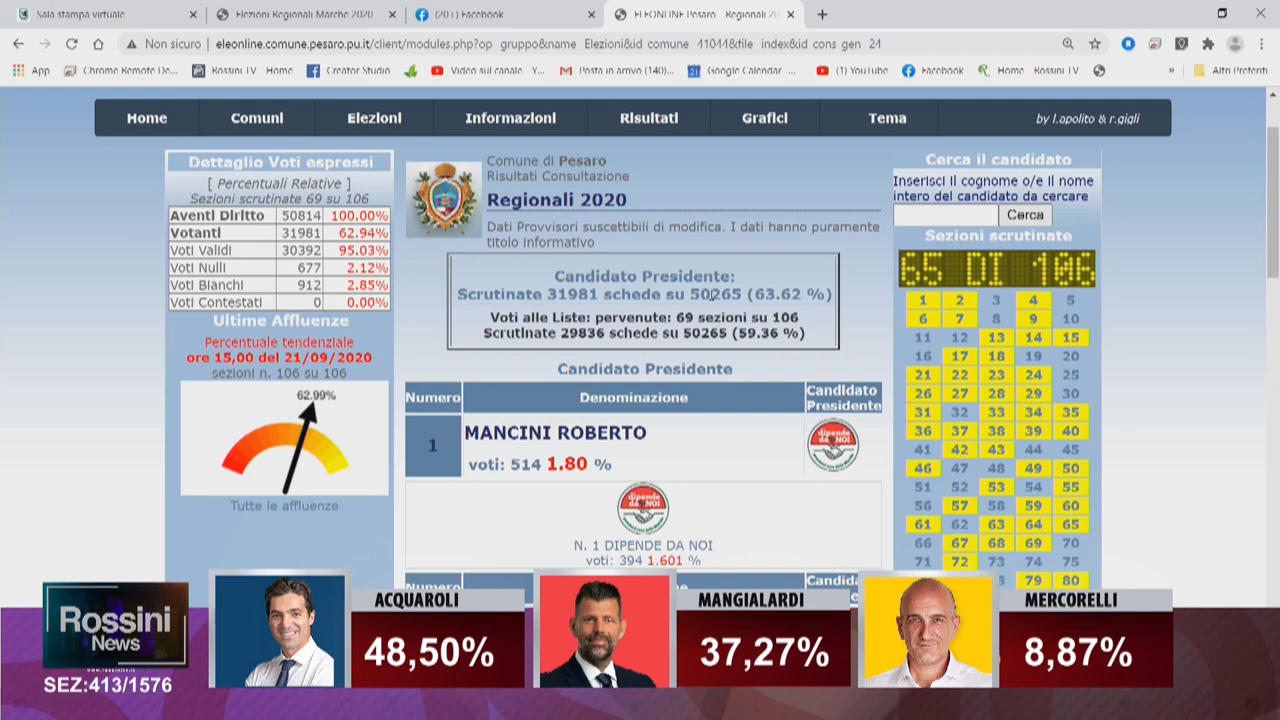 Sala stampa virtuale
Elezioni Regionali Marche 2020
(20+) Facebook
ELEONLINE Pesaro - Regionali 20
Non sicuro | eleonline.comune.pesaro.pu.it/client/modules.php?op gruppo&name Elezioni&id comune 41044&file index&id cons gen 24
App
Chrome Remote De...
Rossini TV Home
Creator Studio
Video sul canale Y...
Posta in arrivo (140)...
Google Calendar ...
(1) YouTube
Facebook
Home Rossini TV
»
Altri Preferiti
Home
Comuni
Elezioni
Informazioni
Risultati
Grafici
Tema
by l.apolito & r.gigli
Dettaglio Voti espressi
[ Percentuali Relative ]
Sezioni scrutinate 69 su 106
Aventi Diritto 50814 100.00%
Votanti 31981 62.94%
Voti Validi 30392 95.03%
Voti Nulli 677 2.12%
Voti Bianchi 912 2.85%
Voti Contestati 0 0.00%
Ultime Affluenze
Percentuale tendenziale
ore 15,00 del 21/09/2020
sezioni n. 106 su 106
62.99%
Tutte le affluenze
Comune di Pesaro
Risultati Consultazione
Regionali 2020
Dati Provvisori suscettibili di modifica. I dati hanno puramente
titolo informativo
Candidato Presidente:
Scrutinate 31981 schede su 50265 (63.62 %)
Voti alle Liste: pervenute: 69 sezioni su 106
Scrutinate 29836 schede su 50265 (59.36 %)
Candidato Presidente
Numero Denominazione Candidato
Presidente
1 MANCINI ROBERTO
voti: 514 1.80 %
dipende
da NOI
dipende
da NOI
N. 1 DIPENDE DA NOI
voti: 394 1.601 %
Cerca il candidato
Inserisci il cognome o/e il nome
intero del candidato da cercare
Cerca
Sezioni scrutinate
65 DI 106
1 2 3 4 5
6 7 8 9 10
11 12 13 14 15
16 17 18 19 20
21 22 23 24 25
26 27 28 29 30
31 32 33 34 35
36 37 38 39 40
41 42 43 44 45
46 47 48 49 50
51 52 53 54 55
56 57 58 59 60
61 62 63 64 65
66 67 68 69 70
71 72 73 74 75
79 80
Rossini
News
SEZ:413/1576
ACQUAROLI
48,50%
MANGIALARDI
37,27%
MERCORELLI
8,87%